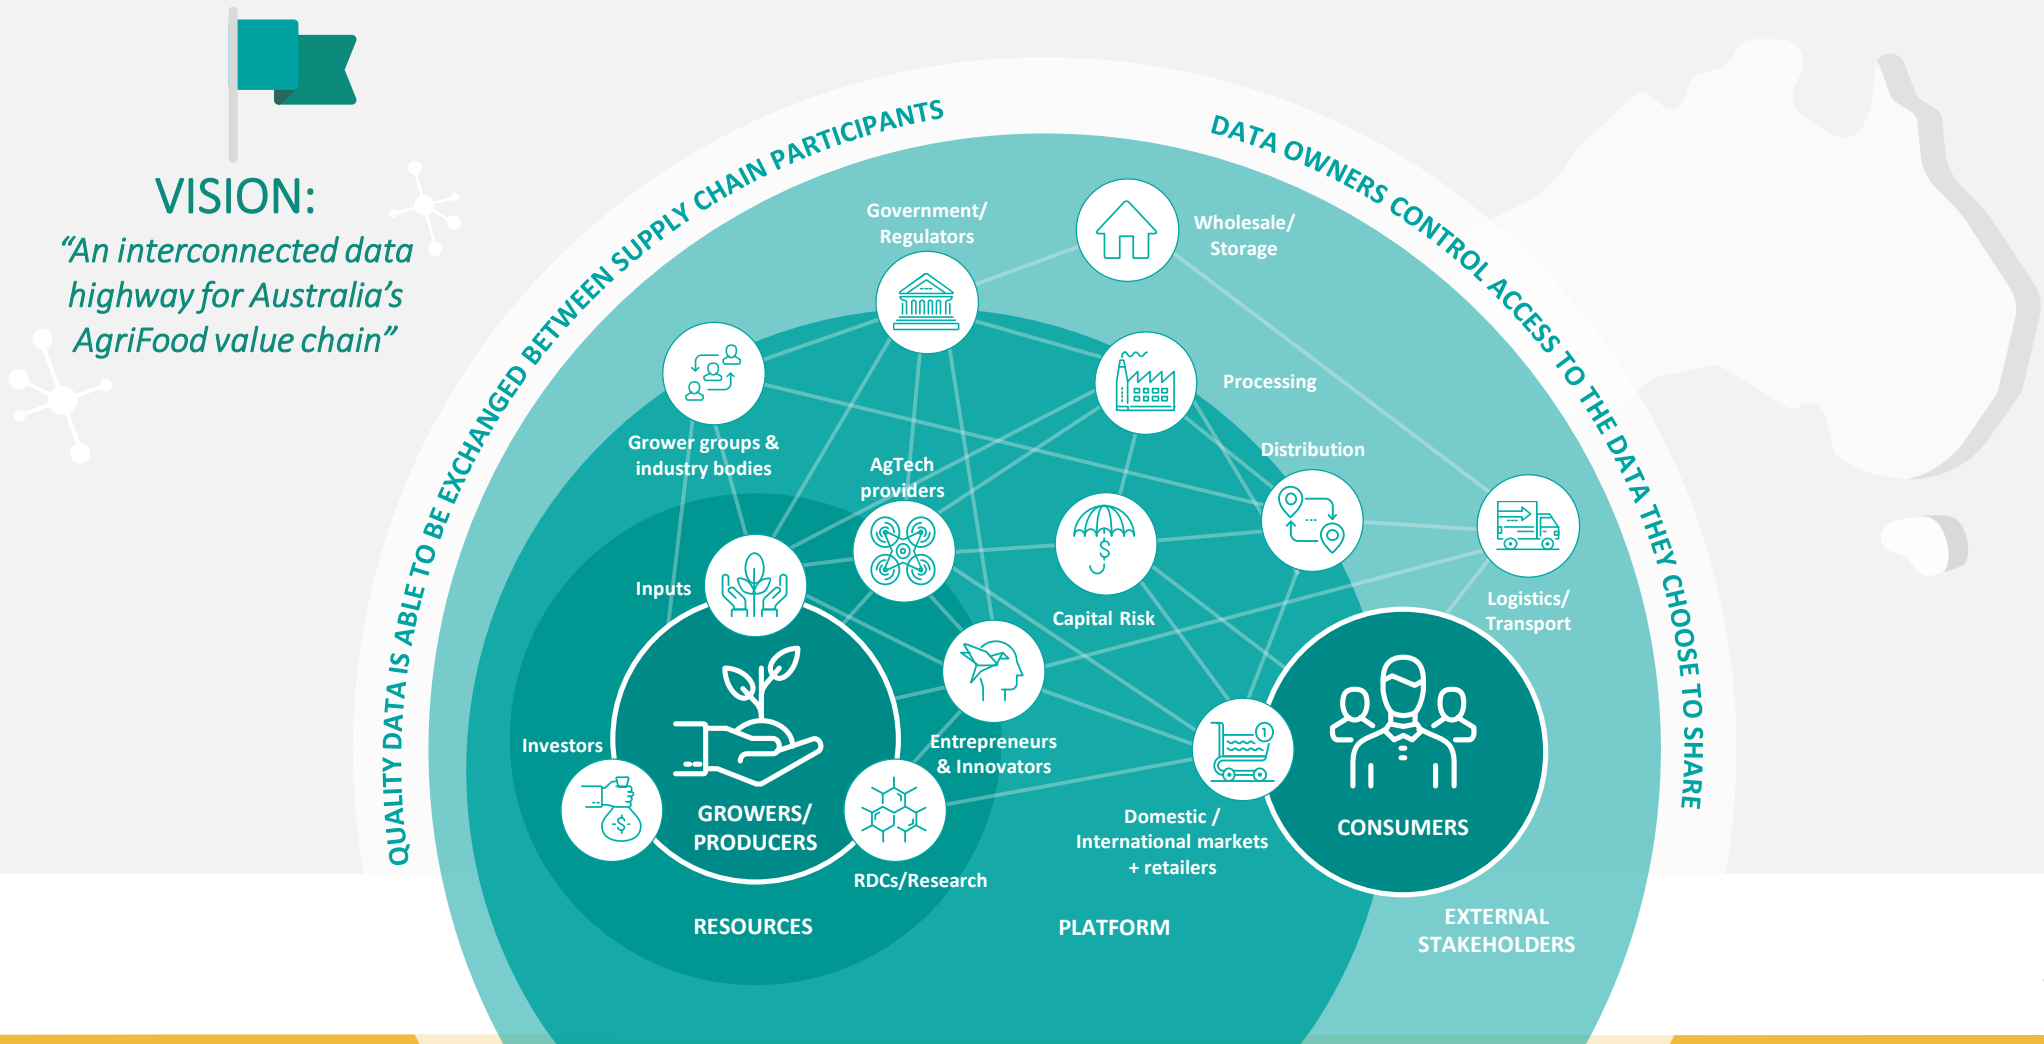 VISION:
“An interconnected data
highway for Australia’s
AgriFood value chain”
QUALITY DATA IS ABLE TO BE EXCHANGED BETWEEN SUPPLY CHAIN PARTICIPANTS
DATA OWNERS CONTROL ACCESS TO THE DATA THEY CHOOSE TO SHARE
Government/
Regulators
Wholesale/
Storage
Processing
Grower groups &
industry bodies
AgTech
providers
Distribution
Inputs
$
Capital Risk
Logistics/
Transport
Investors
-$-
GROWERS/
PRODUCERS
Entrepreneurs
& Innovators
RDCs/Research
1
Domestic /
International markets
+ retailers
CONSUMERS
RESOURCES
PLATFORM
EXTERNAL
STAKEHOLDERS